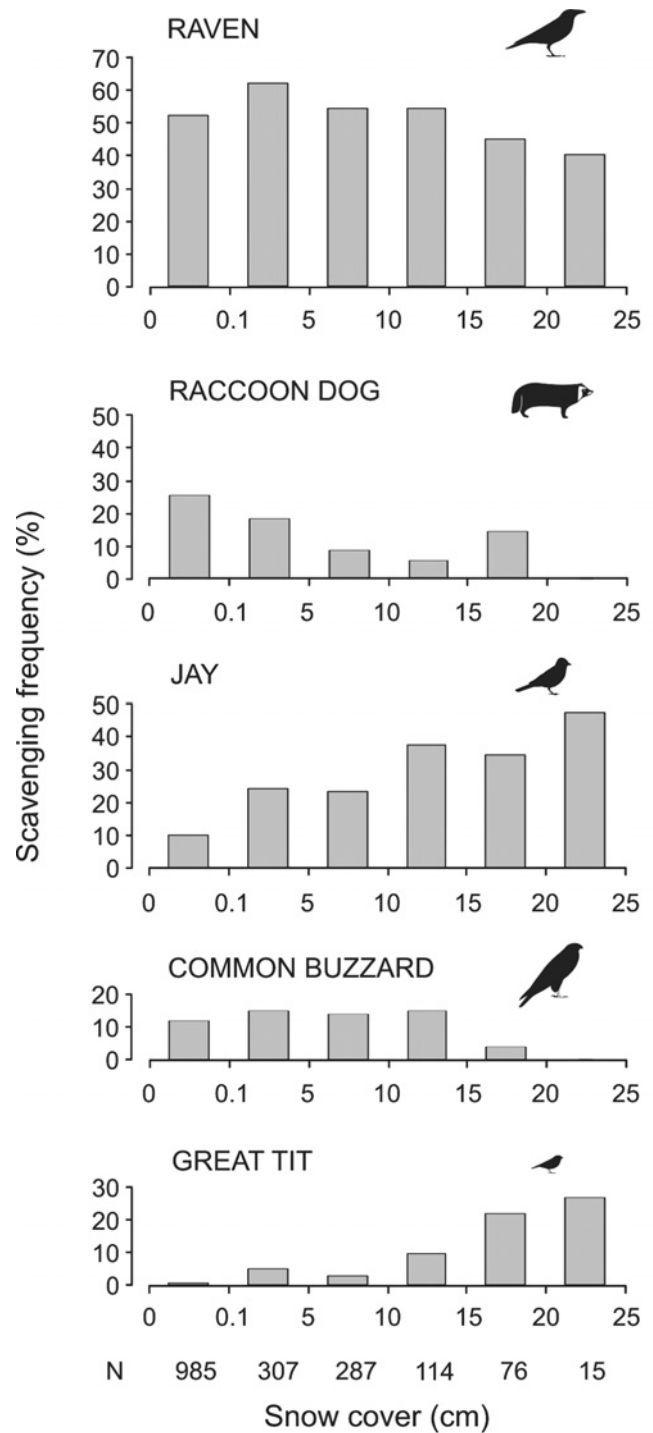 RAVEN
70
60
50
40
30
20
10
0
0 0.1 5 10 15 20 25
RACCOON DOG
50
40
30
20
10
0
0 0.1 5 10 15 20 25
JAY
50
40
30
20
10
0
0 0.1 5 10 15 20 25
COMMON BUZZARD
20
10
0
0 0.1 5 10 15 20 25
GREAT TIT
30
20
10
0
0 0.1 5 10 15 20 25
Scavenging frequency (%)
N 985 307 287 114 76 15
Snow cover (cm)